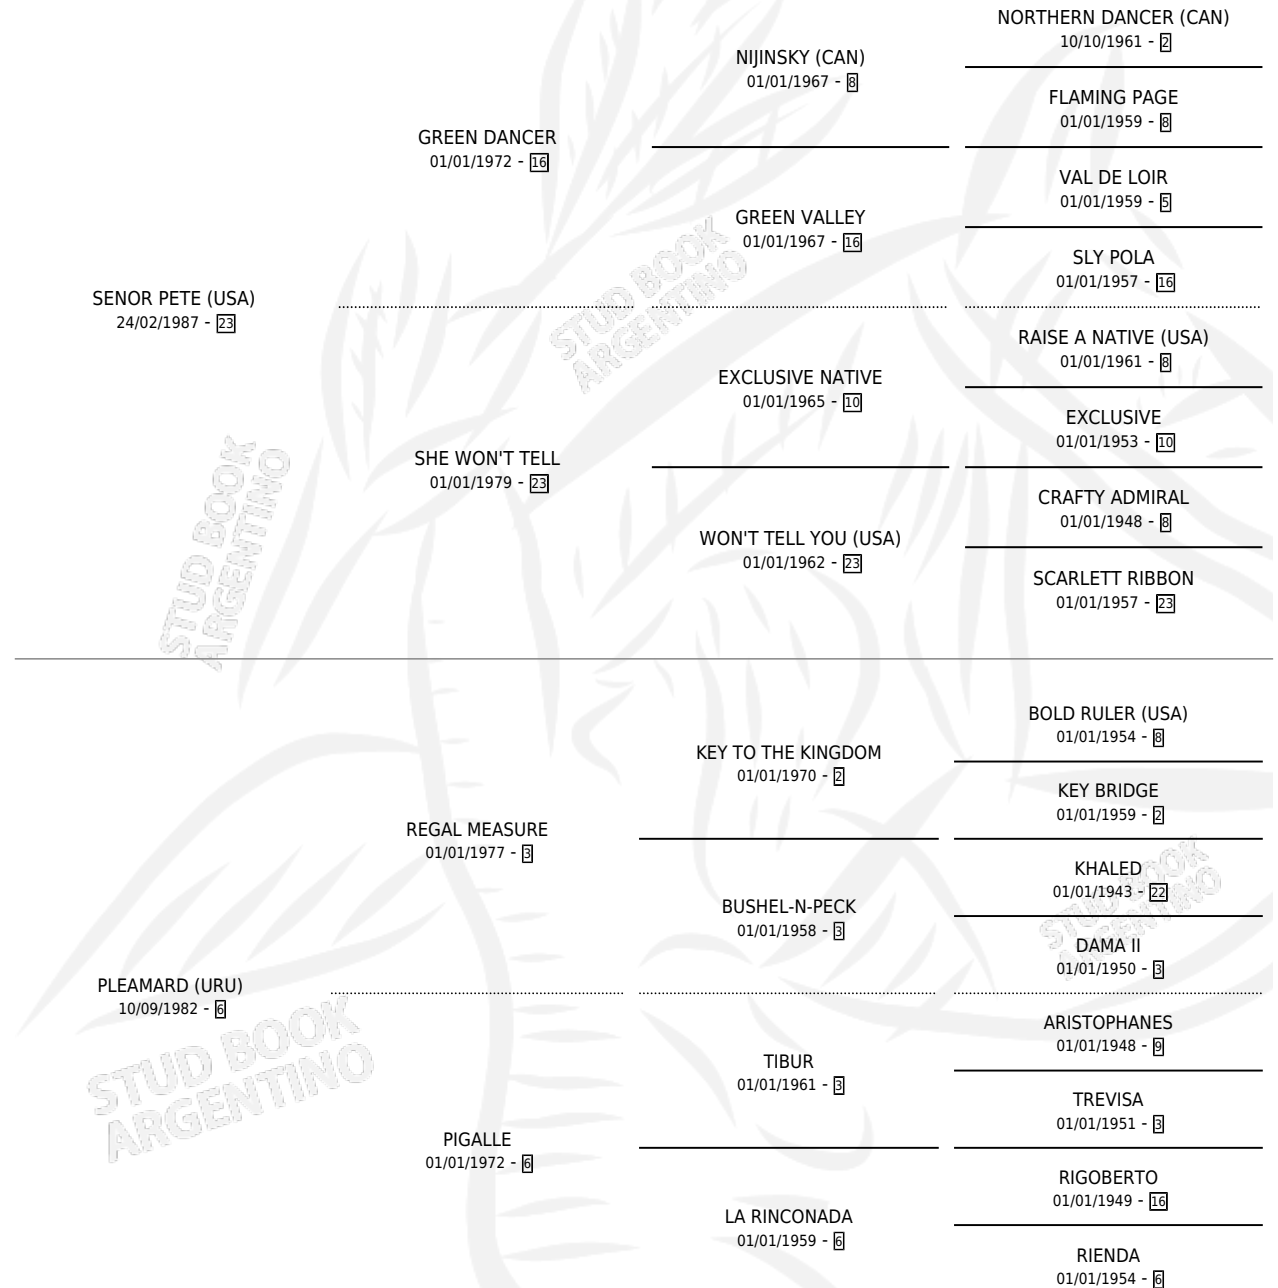 NORTHERN DANCER (CAN)
10/10/1961 - 2
NIJINSKY (CAN)
01/01/1967 - 8
FLAMING PAGE
01/01/1959 - 8
GREEN DANCER
01/01/1972 - 16
VAL DE LOIR
01/01/1959 - 5
GREEN VALLEY
01/01/1967 - 16
SLY POLA
01/01/1957 - 16
SENOR PETE (USA)
24/02/1987 - 23
RAISE A NATIVE (USA)
01/01/1961 - 8
EXCLUSIVE NATIVE
01/01/1965 - 10
EXCLUSIVE
01/01/1953 - 10
SHE WON'T TELL
01/01/1979 - 23
CRAFTY ADMIRAL
01/01/1948 - 8
WON'T TELL YOU (USA)
01/01/1962 - 23
SCARLETT RIBBON
01/01/1957 - 23
BOLD RULER (USA)
01/01/1954 - 8
KEY TO THE KINGDOM
01/01/1970 - 2
KEY BRIDGE
01/01/1959 - 2
REGAL MEASURE
01/01/1977 - 3
KHALED
01/01/1943 - 22
BUSHEL-N-PECK
01/01/1958 - 3
DAMA II
01/01/1950 - 3
PLEAMARD (URU)
10/09/1982 - 6
ARISTOPHANES
01/01/1948 - 9
TIBUR
01/01/1961 - 3
TREVISA
01/01/1951 - 3
PIGALLE
01/01/1972 - 6
RIGOBERTO
01/01/1949 - 16
LA RINCONADA
01/01/1959 - 6
RIENDA
01/01/1954 - 6
STUD BOOK
ARGENTINO
STUD BOOK
ARGENTINO
STUD BOOK
ARGENTINO
STUD BOOK
ARGENTINO